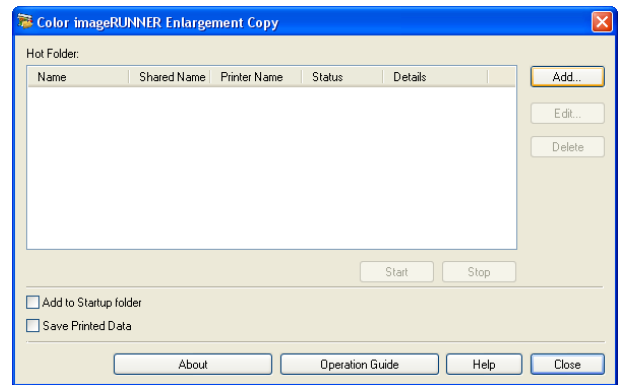 Color imageRUNNER Enlargement Copy
Hot Folder:
Name Shared Name Printer Name Status Details
Add...
Edit...
Delete
Start Stop
Add to Startup folder
Save Printed Data
About Operation Guide Help Close